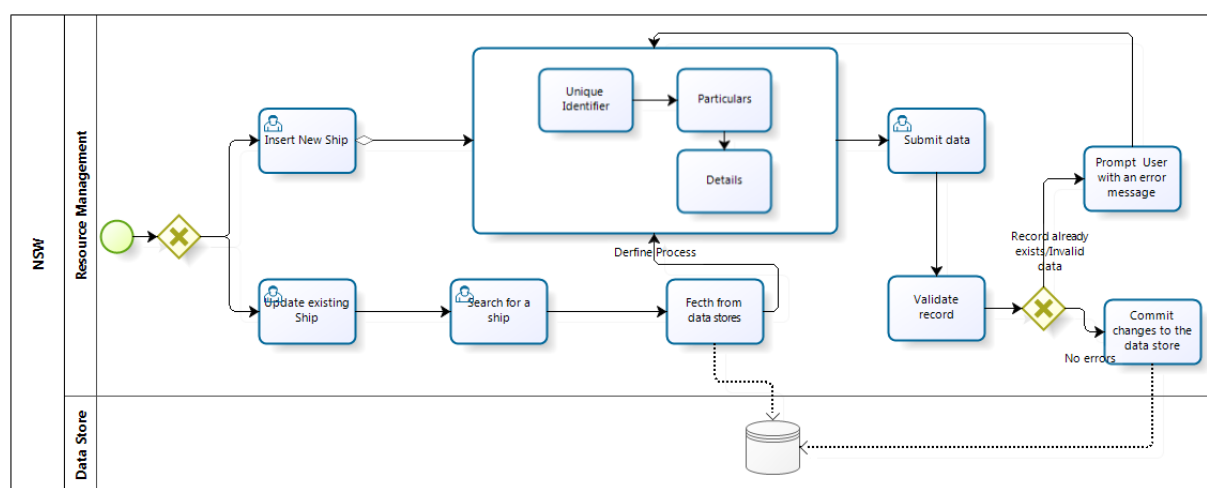 NSW
Resource Management
Data Store
Insert New Ship
Unique
Identifier
Particulars
Details
Submit data
Prompt User
with an error
message
Derfine Process
Record already
exists/Invalid
data
Update existing
Ship
Search for a
ship
Fecth from
data stores
Validate
record
No errors
Commit
changes to the
data store